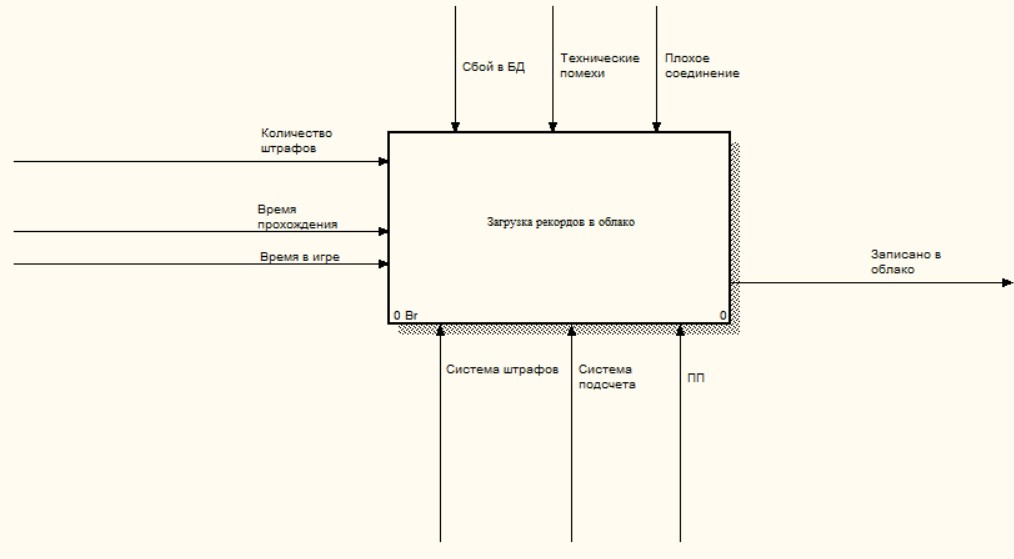 Сбой в БД
Технические
помехи
Плохое
соединение
Количество
штрафов
Время
прохождения
Время в игре
Загрузка рекордов в облако
Записано в
облако
0 Br
0
Система штрафов
Система
подсчета
ПП